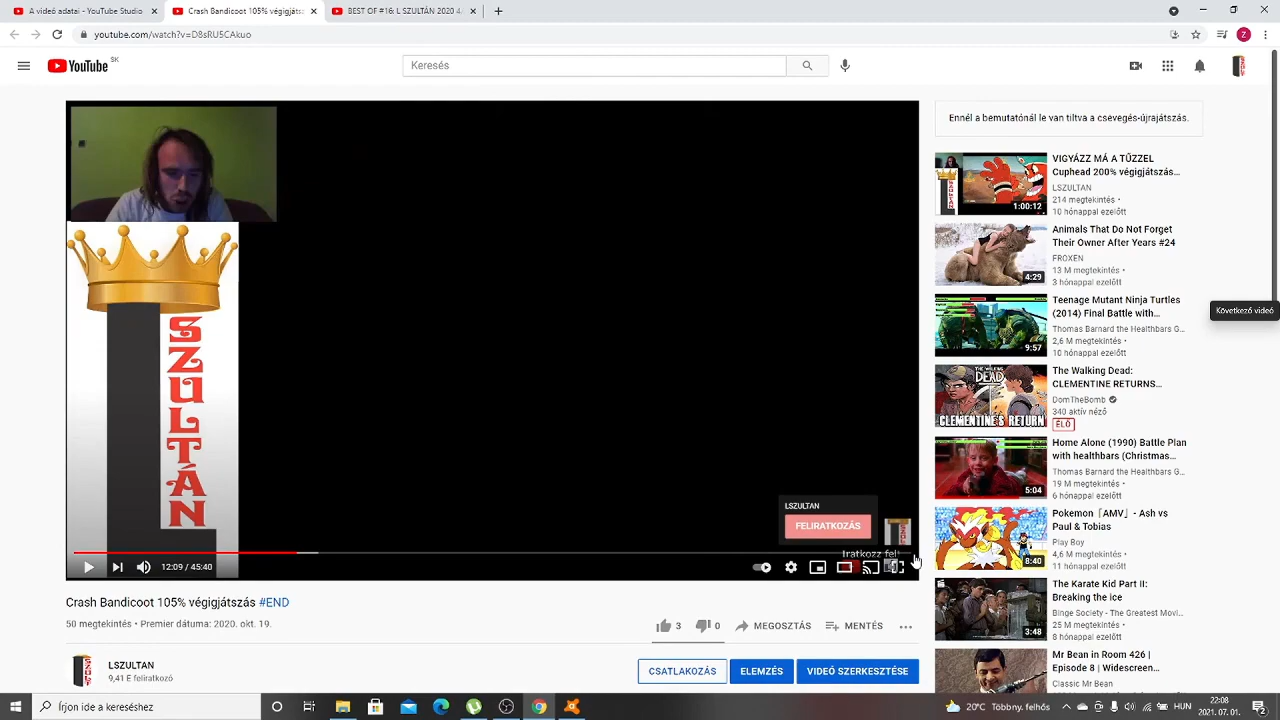 A videó adatai - YouTube Studio
Crash Bandicoot 105% végigjáts
BEST OF #16: L SZULTÁN 2020 4.
youtube.com/watch?v=D8sRU5CAkuo
Z
YouTube SK
Keresés
SZULTÁN
LSZULTAN
FELIRATKOZÁS
Iratkozz fel!
12:09 / 45:40
Crash Bandicoot 105% végigjátszás #END
50 megtekintés • Premier dátuma: 2020. okt. 19.
3
0
MEGOSZTÁS
MENTÉS
LSZULTAN
9,41 E feliratkozó
CSATLAKOZÁS
ELEMZÉS
VIDEÓ SZERKESZTÉSE
Ennél a bemutatónál le van tiltva a csevegés-újrajátszás.
1:00:12
VIGYÁZZ MÁ A TŰZZEL
Cuphead 200% végigjátszás...
LSZULTAN
214 megtekintés •
10 hónappal ezelőtt
4:29
Animals That Do Not Forget
Their Owner After Years #24
FROXEN
13 M megtekintés •
3 hónappal ezelőtt
9:57
Teenage Mutant Ninja Turtles
(2014) Final Battle with...
Thomas Barnard the Healthbars G...
2,6 M megtekintés •
10 hónappal ezelőtt
Következő videó
THE WALKING DEAD
CLEMENTINE'S RETURN
The Walking Dead:
CLEMENTINE RETURNS...
DomTheBomb
340 aktív néző
ÉLŐ
5:04
Home Alone (1990) Battle Plan
with healthbars (Christmas...
Thomas Barnard the Healthbars G...
19 M megtekintés •
6 hónappal ezelőtt
8:40
Pokemon「AMV」- Ash vs
Paul & Tobias
Play Boy
4,6 M megtekintés •
11 hónappal ezelőtt
3:48
The Karate Kid Part II:
Breaking the ice
Binge Society - The Greatest Movi...
25 M megtekintés •
8 hónappal ezelőtt
Mr Bean in Room 426 |
Episode 8 | Widescreen...
Classic Mr Bean
Írjon ide a kereséshez
20°C Többny. felhős
HUN
22:08
2021. 07. 01.
2